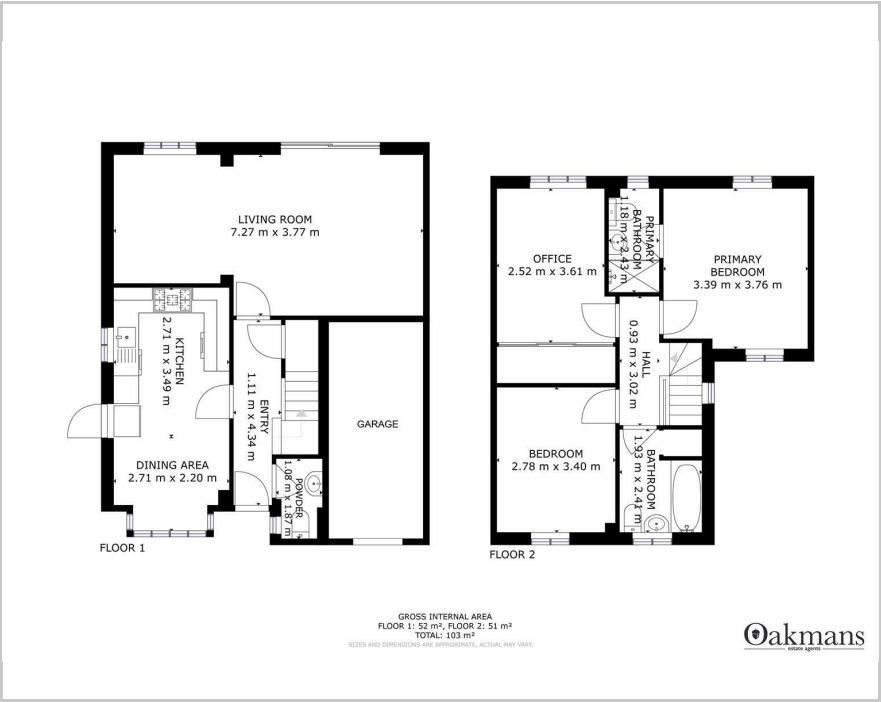 LIVING ROOM
7.27 m x 3.77 m
KITCHEN
2.71 m x 3.49 m
ENTRY
1.11 m x 4.34 m
GARAGE
DINING AREA
2.71 m x 2.20 m
POWDER
1.08 m x 1.87 m
FLOOR 1
OFFICE
2.52 m x 3.61 m
PRIMARY
BATHROOM
1.18 m x 2.43 m
PRIMARY
BEDROOM
3.39 m x 3.76 m
HALL
0.93 m x 3.02 m
BEDROOM
2.78 m x 3.40 m
BATHROOM
1.93 m x 2.41 m
FLOOR 2
GROSS INTERNAL AREA
FLOOR 1: 52 m², FLOOR 2: 51 m²
TOTAL: 103 m²
SIZES AND DIMENSIONS ARE APPROXIMATE, ACTUAL MAY VARY.
Oakmans
estate agents